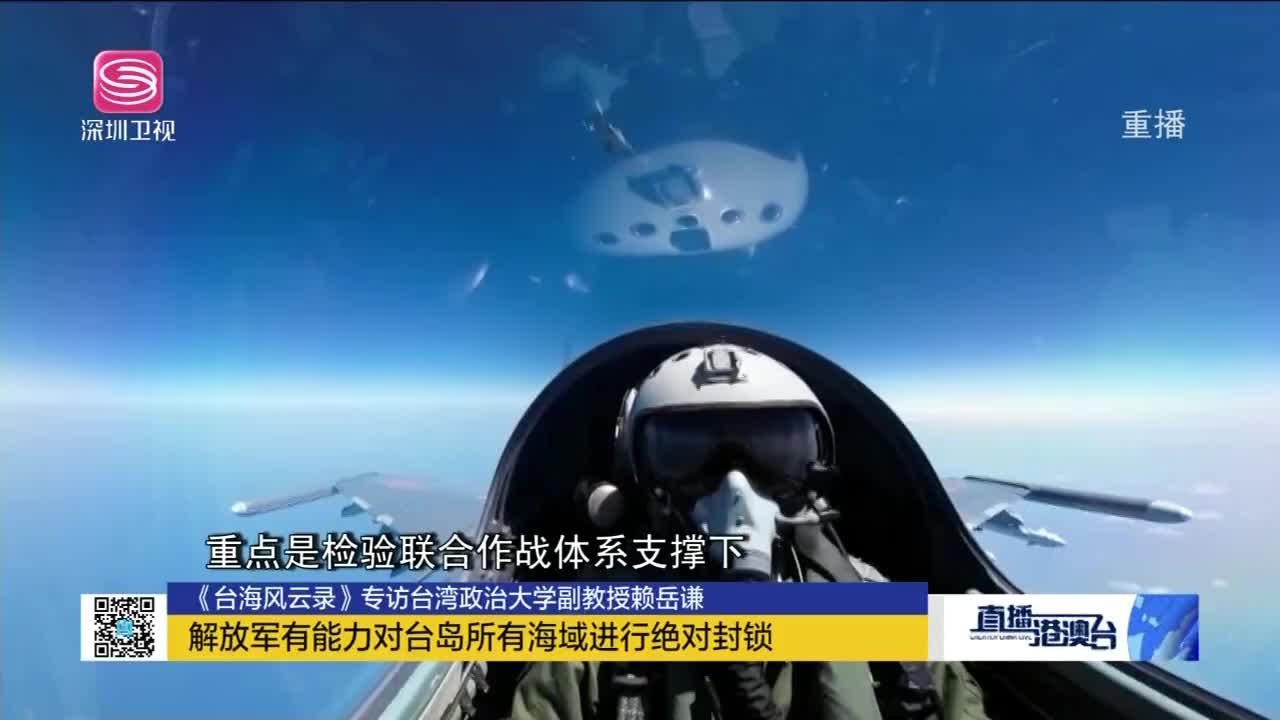 深圳卫视
重播
重点是检验联合作战体系支撑下
《台海风云录》专访台湾政治大学副教授赖岳谦
解放军有能力对台岛所有海域进行绝对封锁
直播港澳台